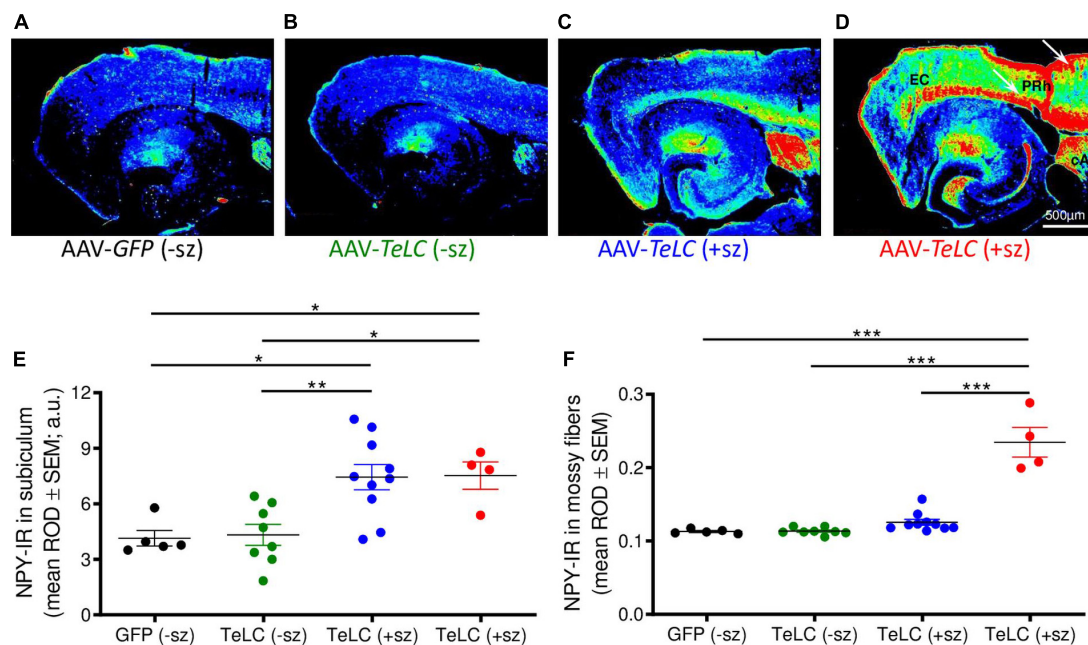 A
B
C
D
EC
PRh
cA
500µm
AAV-GFP (-sz)
AAV-TeLC (-sz)
AAV-TeLC (+sz)
AAV-TeLC (+sz)
E
*
*
*
**
NPY-IR in subiculum
(mean ROD ± SEM; a.u.)
12
9
6
3
0
GFP (-sz)
TeLC (-sz)
TeLC (+sz)
TeLC (+sz)
F
***
***
***
NPY-IR in mossy fibers
(mean ROD ± SEM)
0.3
0.2
0.1
0.0
GFP (-sz)
TeLC (-sz)
TeLC (+sz)
TeLC (+sz)